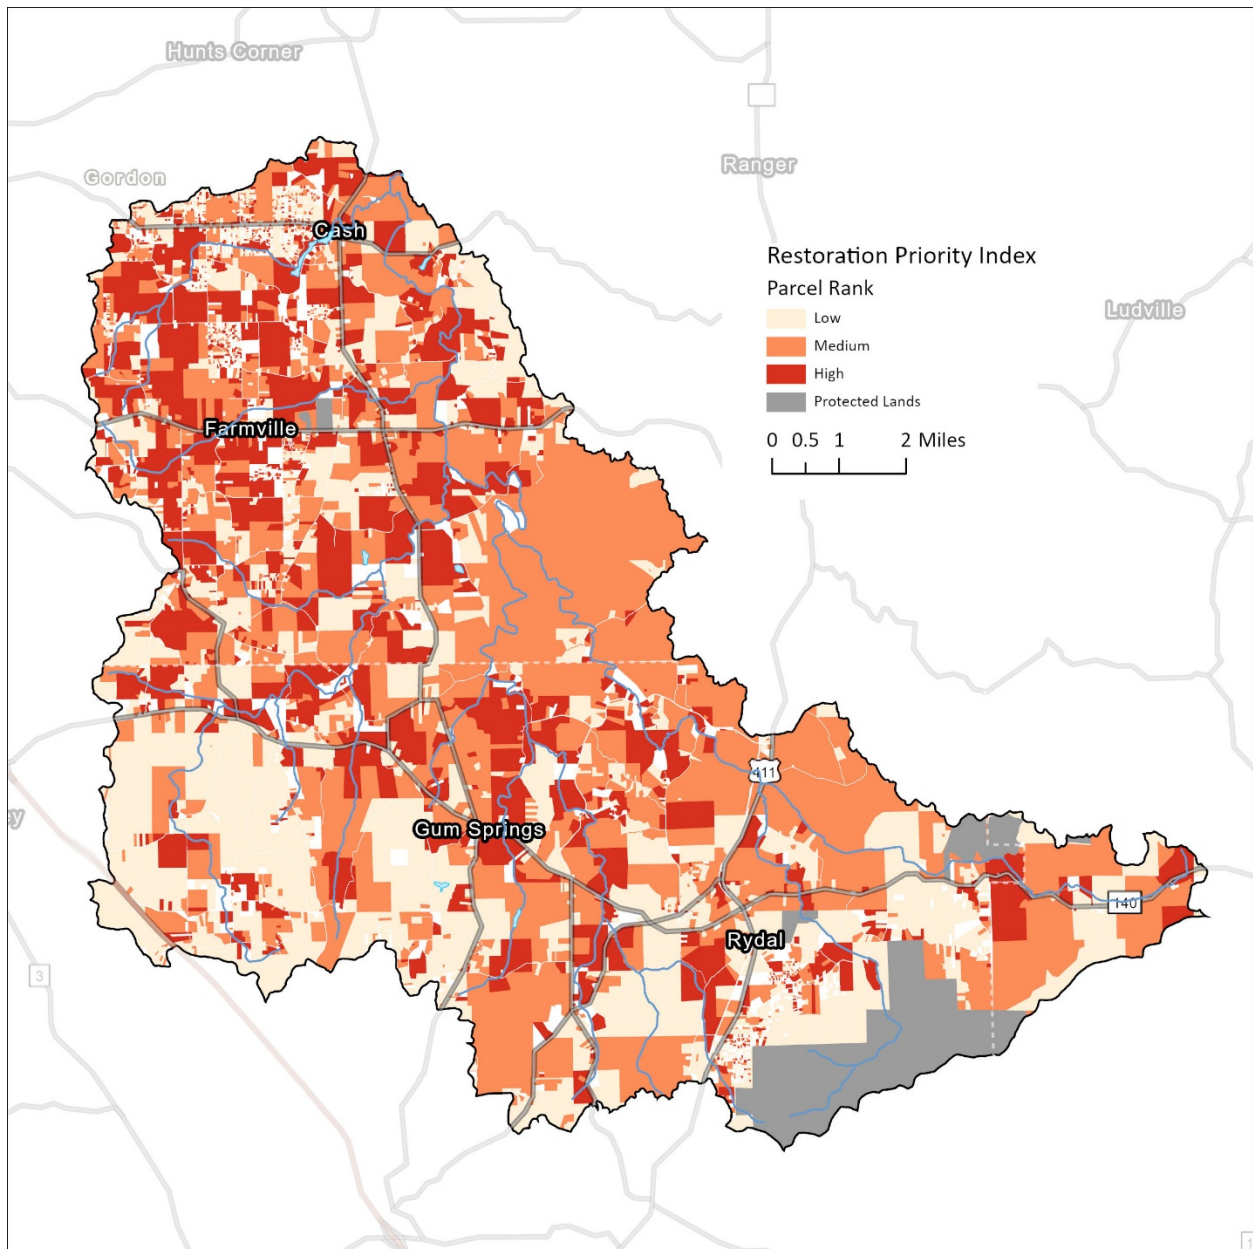 Hunts Corner
Gordon
Ranger
Cash
Restoration Priority Index
Parcel Rank
Low
Medium
High
Protected Lands
0 0.5 1 2 Miles
Ludville
Farmville
411
Gum Springs
140
Rydal
3